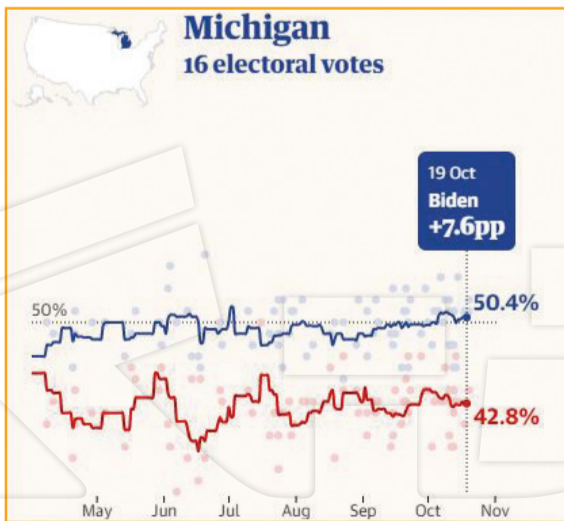 Michigan
16 electoral votes
19 Oct
Biden
+7.6pp
50%
50.4%
42.8%
May Jun Jul Aug Sep Oct Nov